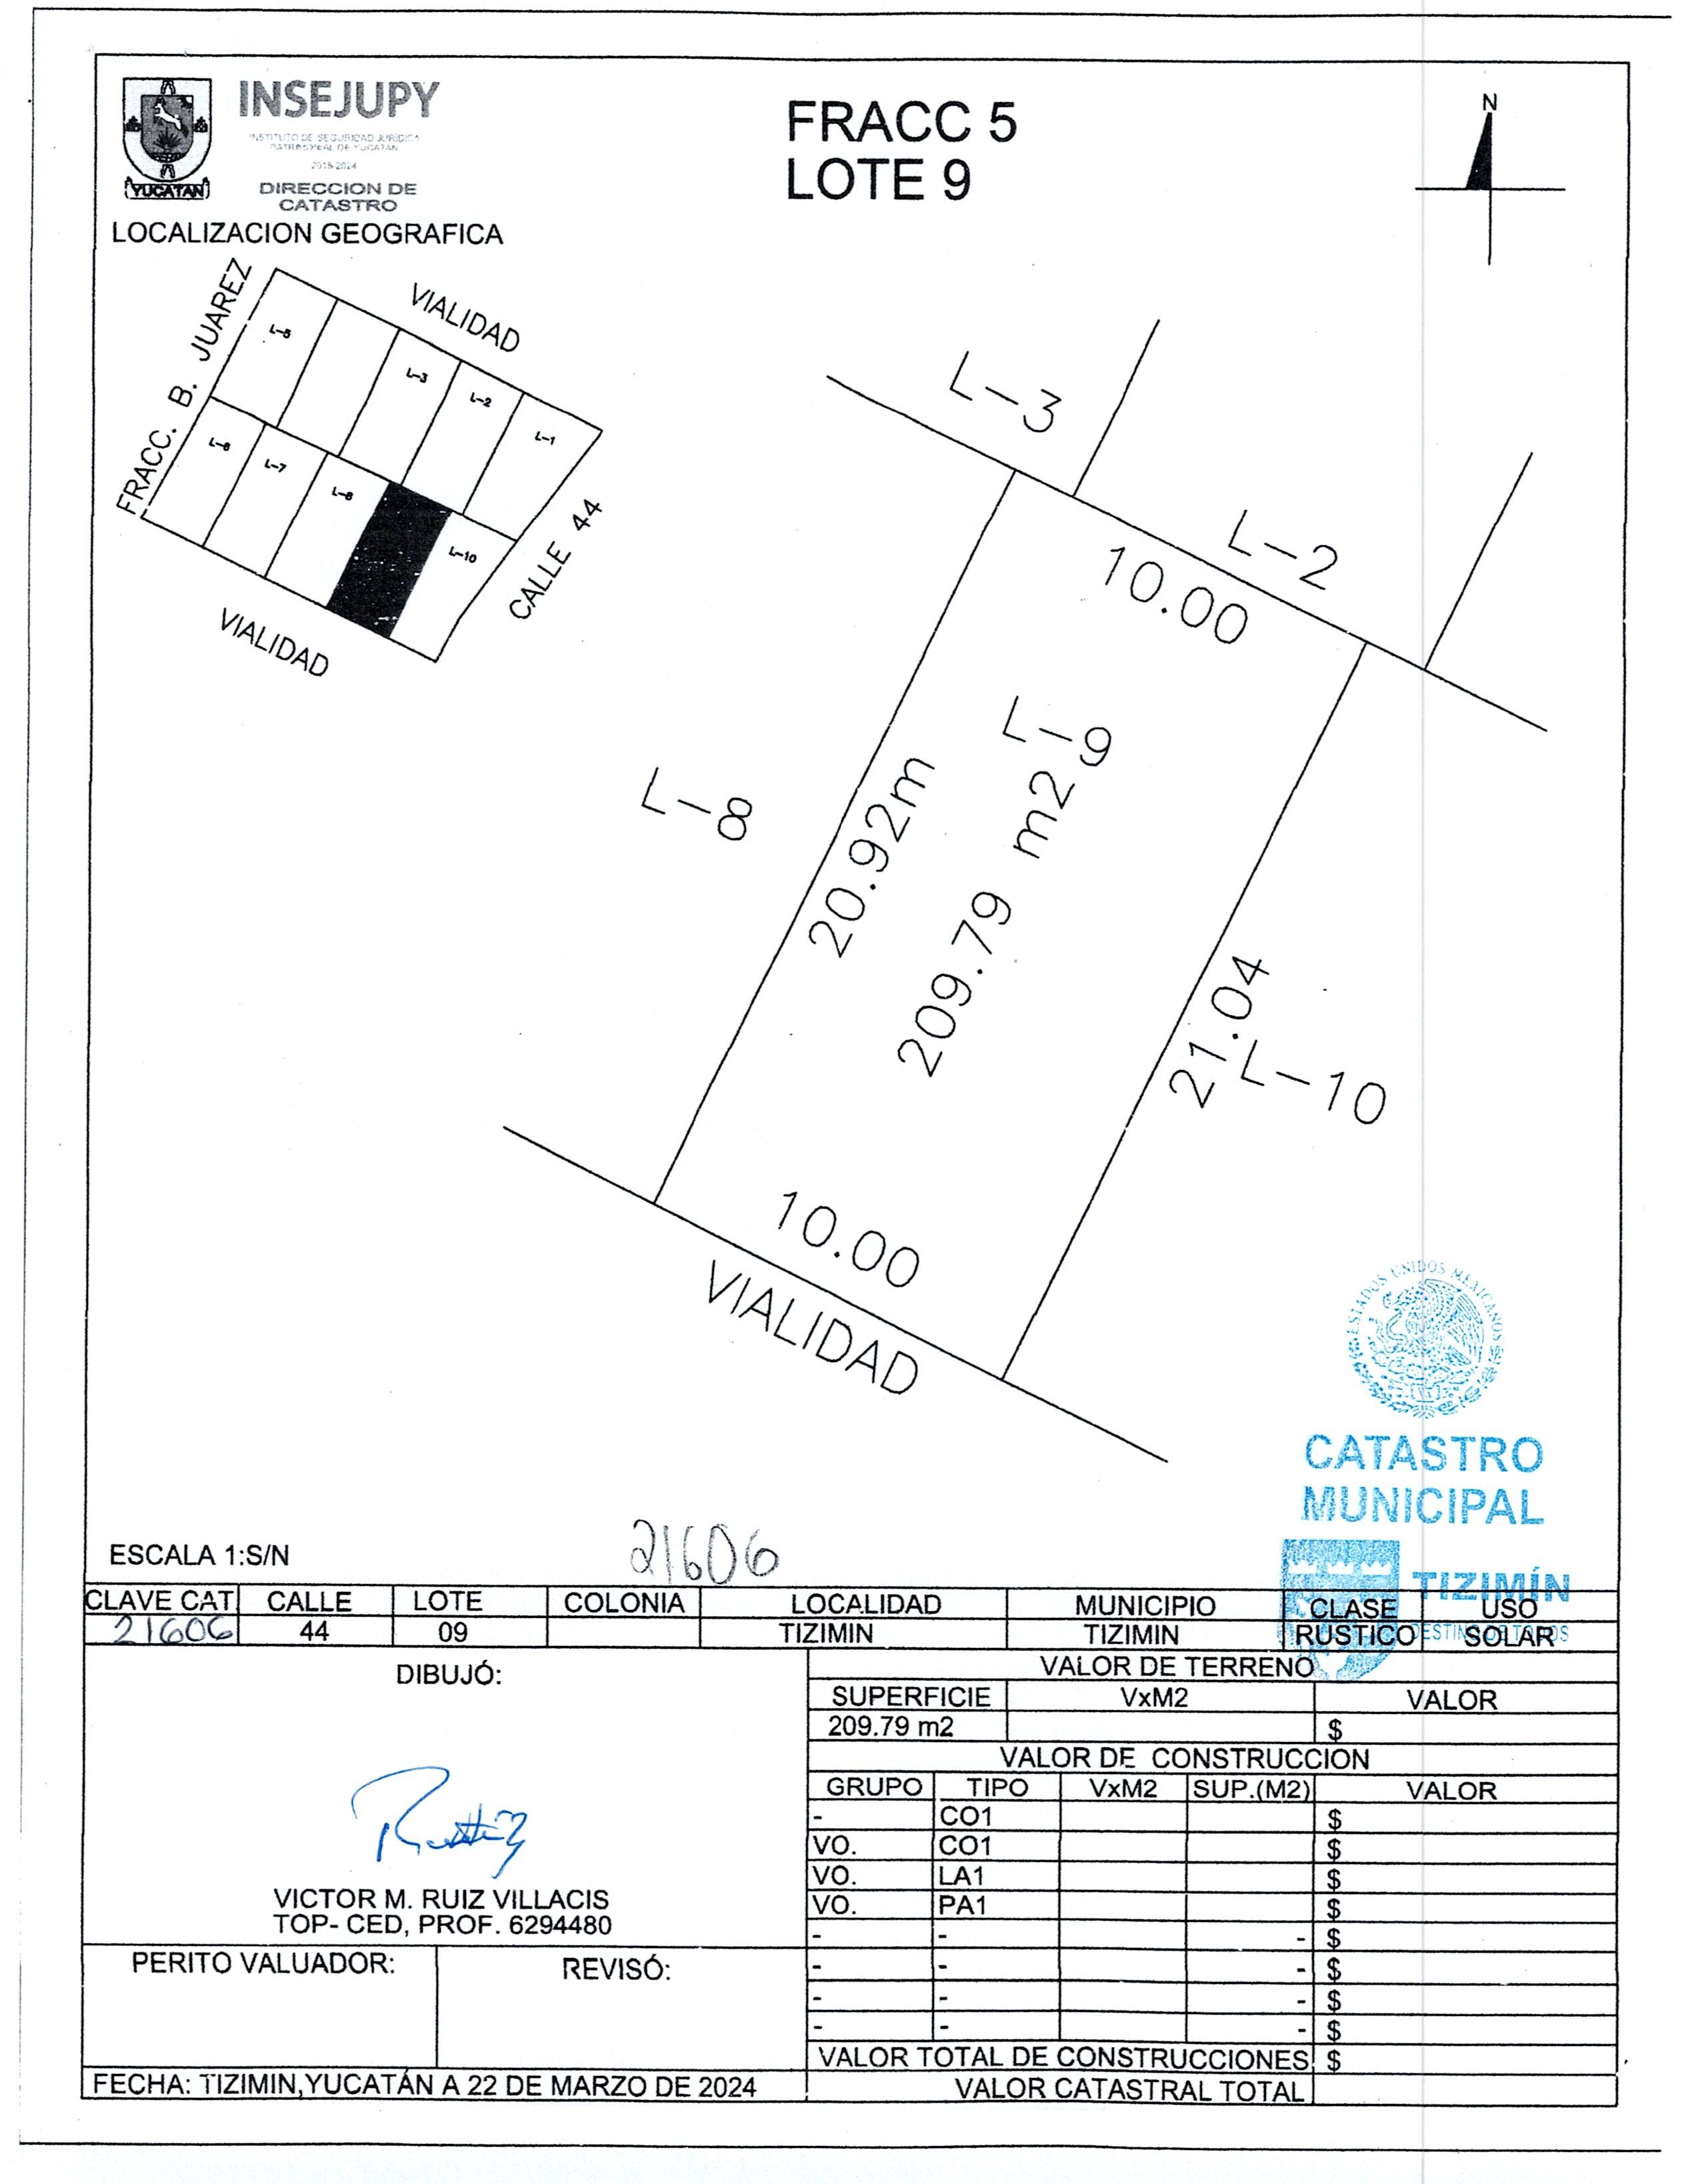 INSEJUPY
INSTITUTO DE SEGURIDAD JURÍDICA
PATRIMONIAL DE YUCATÁN
2018-2024
DIRECCION DE
CATASTRO
YUCATAN
LOCALIZACION GEOGRAFICA
FRACC 5
LOTE 9
N
FRACC. B. JUAREZ
VIALIDAD
L-5
L-3
L-2
L-1
L-6
L-7
L-8
L-10
CALLE 44
VIALIDAD
L-3
L-2
10.00
L-9
L-8
20.92m
209.79 m2
21.04
L-10
10.00
VIALIDAD
ESTADOS UNIDOS MEXICANOS
CATASTRO
MUNICIPAL
TIZIMÍN
ESCALA 1:S/N
21606
CLAVE CAT CALLE LOTE COLONIA LOCALIDAD MUNICIPIO CLASE USO
21606 44 09 TIZIMIN TIZIMIN RUSTICO SOLAR
DIBUJÓ:
VICTOR M. RUIZ VILLACIS
TOP- CED, PROF. 6294480
PERITO VALUADOR: REVISÓ:
FECHA: TIZIMIN,YUCATÁN A 22 DE MARZO DE 2024
VALOR DE TERRENO
SUPERFICIE VxM2 VALOR
209.79 m2 $
VALOR DE CONSTRUCCION
GRUPO TIPO VxM2 SUP.(M2) VALOR
- CO1 $
VO. CO1 $
VO. LA1 $
VO. PA1 $
- - - $
- - - $
- - - $
- - - $
VALOR TOTAL DE CONSTRUCCIONES $
VALOR CATASTRAL TOTAL